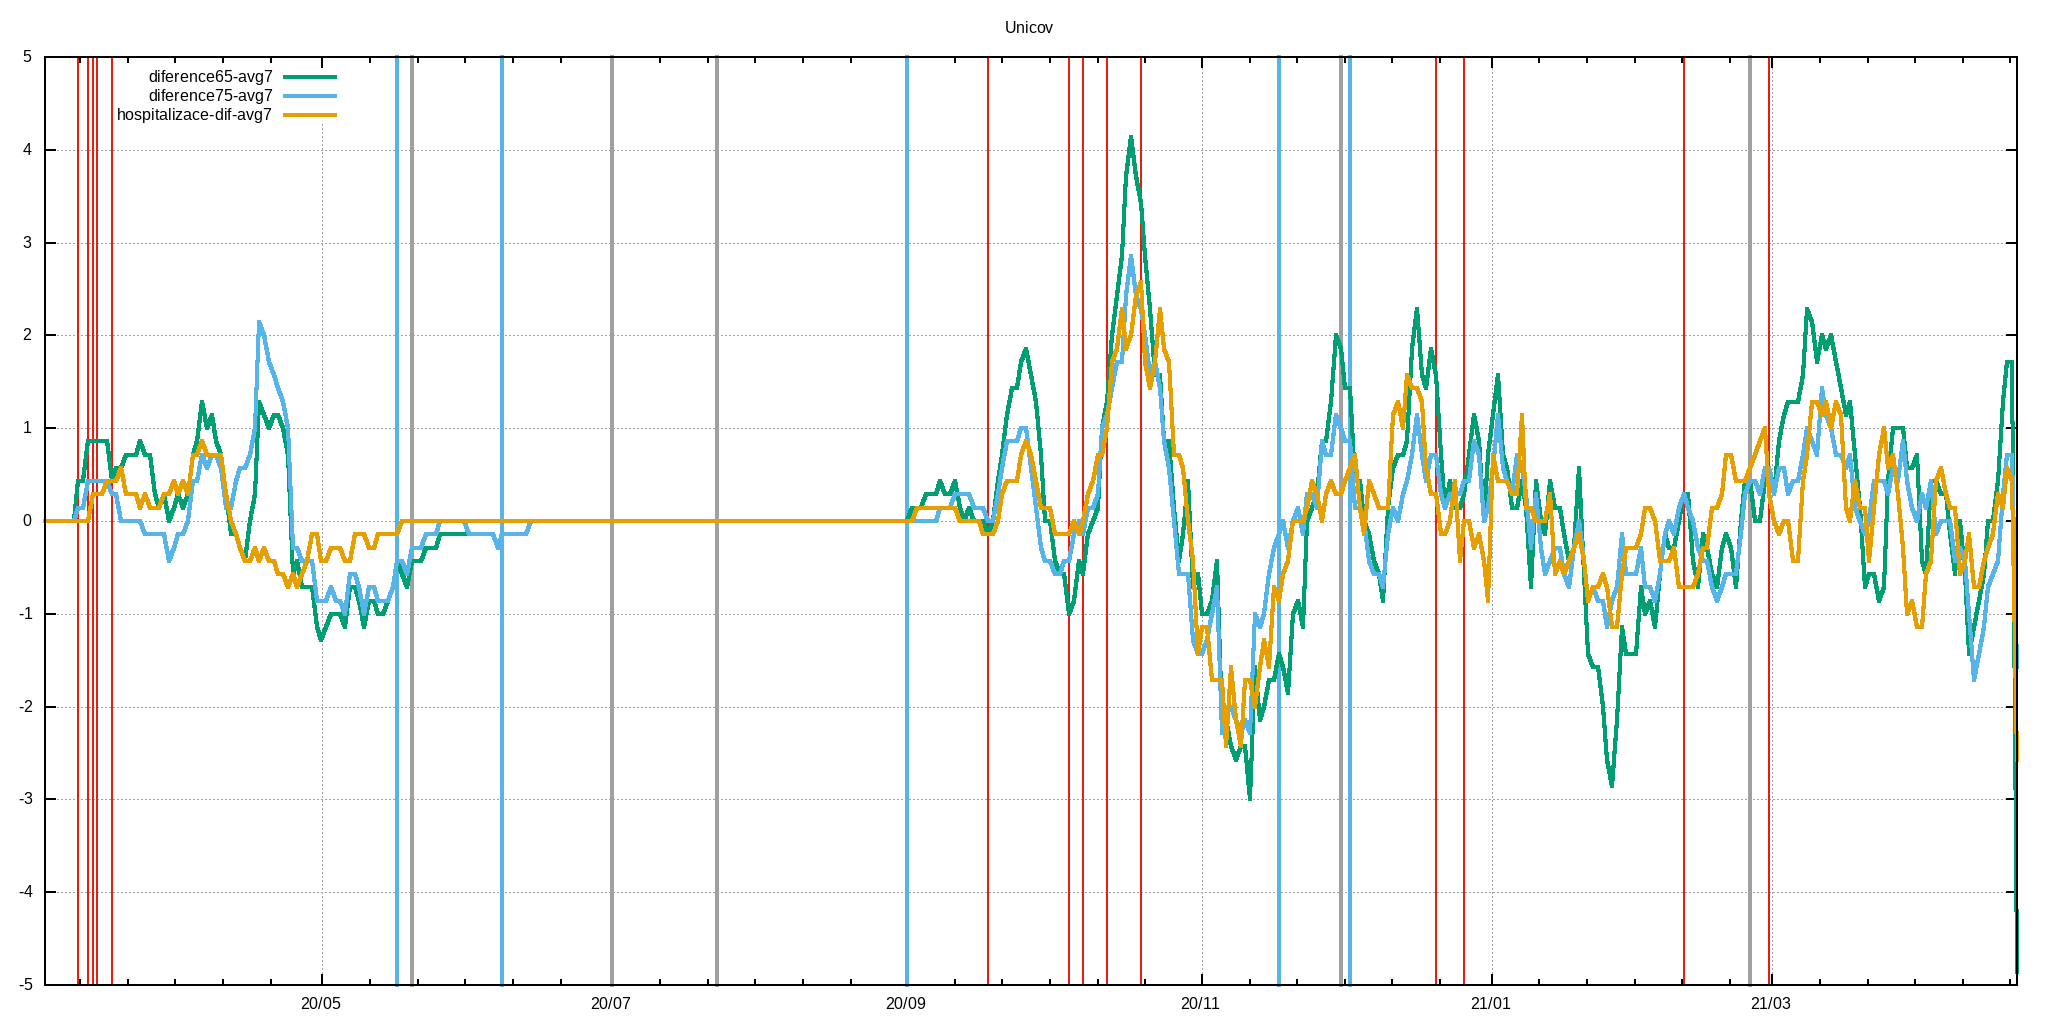 Unicov
5
diference65-avg7
diference75-avg7
hospitalizace-dif-avg7
4
3
2
1
0
-1
-2
-3
-4
-5
20/05 20/07 20/09 20/11 21/01 21/03